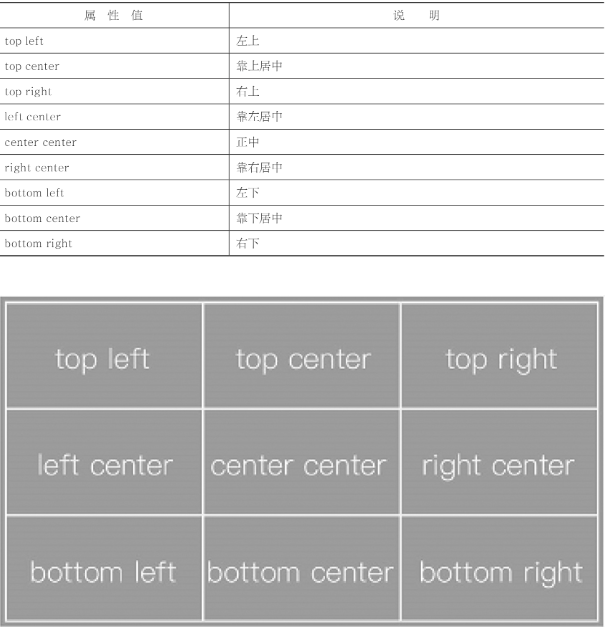 属 性 值 说 明
top left 左上
top center 靠上居中
top right 右上
left center 靠左居中
center center 正中
right center 靠右居中
bottom left 左下
bottom center 靠下居中
bottom right 右下
top left top center top right
left center center center right center
bottom left bottom center bottom right